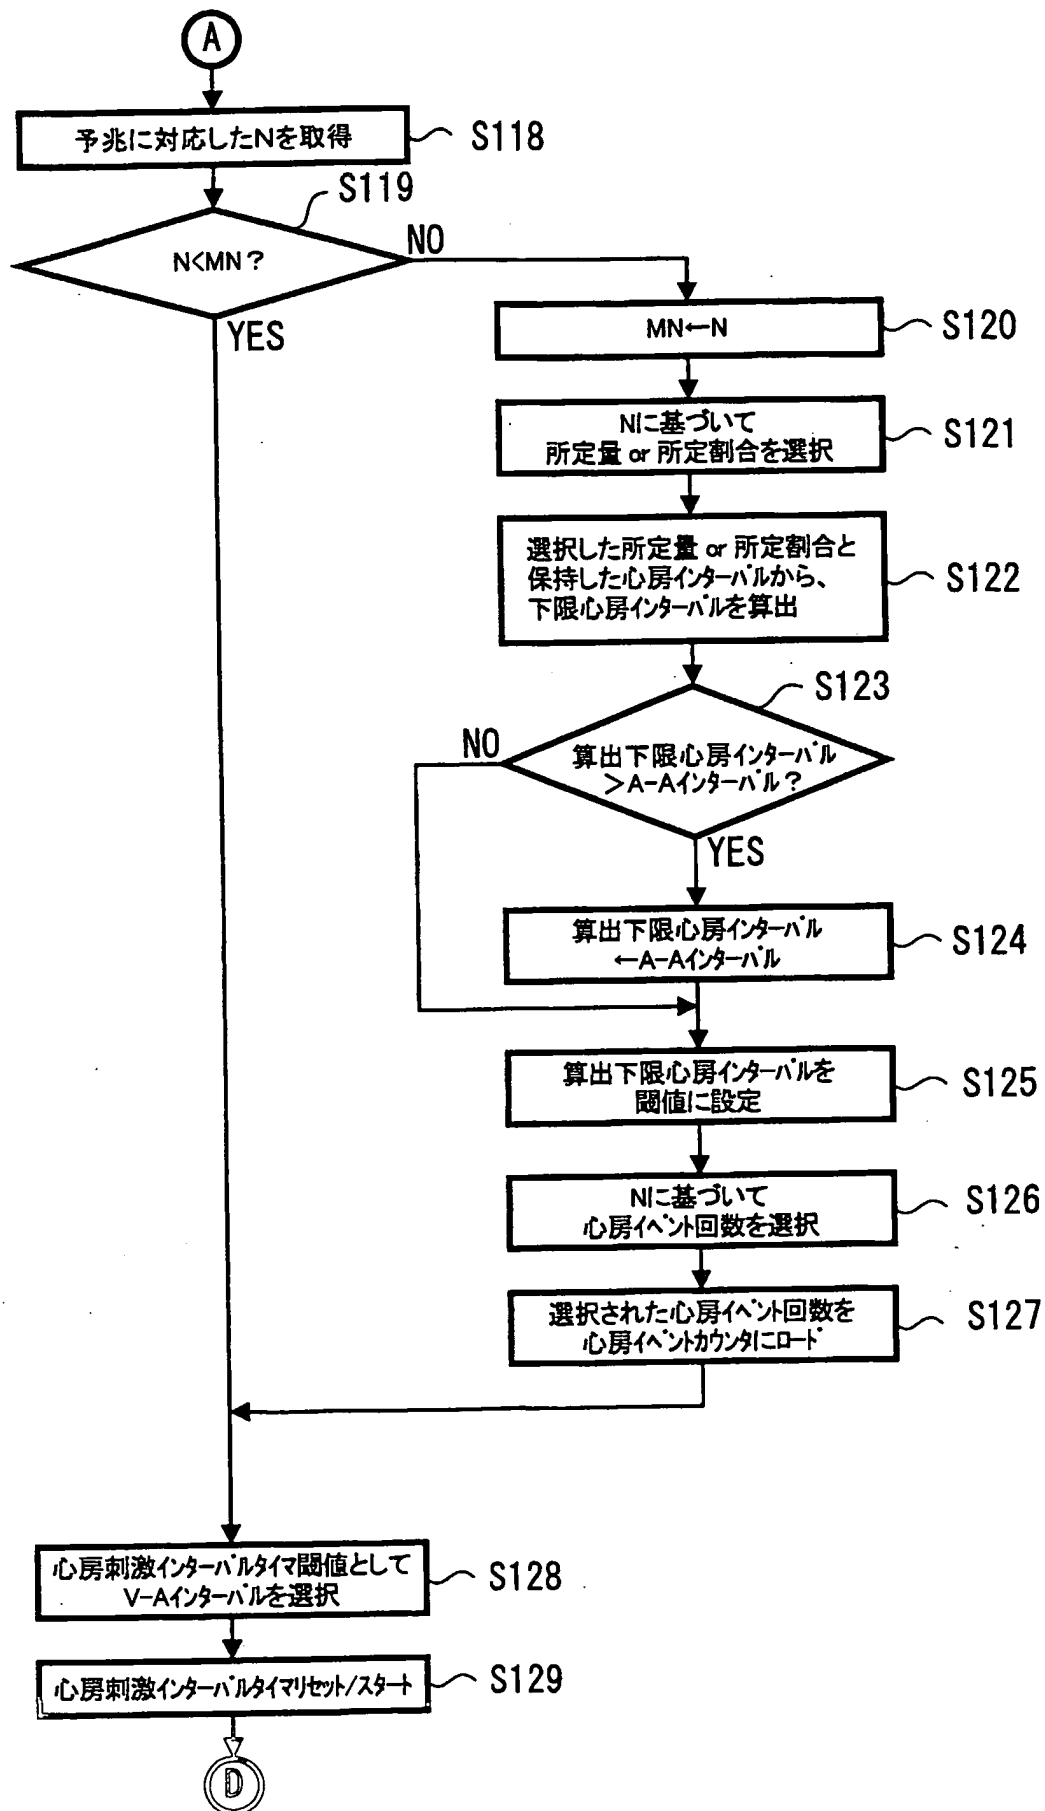 A
予兆に対応したNを取得
S118
S119
N<MN?
NO
YES
MN←N
S120
Nに基づいて
所定量 or 所定割合を選択
S121
選択した所定量 or 所定割合と
保持した心房インターバルから、
下限心房インターバルを算出
S122
S123
NO
算出下限心房インターバル
>A-Aインターバル?
YES
算出下限心房インターバル
←A-Aインターバル
S124
算出下限心房インターバルを
閾値に設定
S125
Nに基づいて
心房イベント回数を選択
S126
選択された心房イベント回数を
心房イベントカウンタにロード
S127
心房刺激インターバルタイマ閾値として
V-Aインターバルを選択
S128
心房刺激インターバルタイマリセット/スタート
S129
D